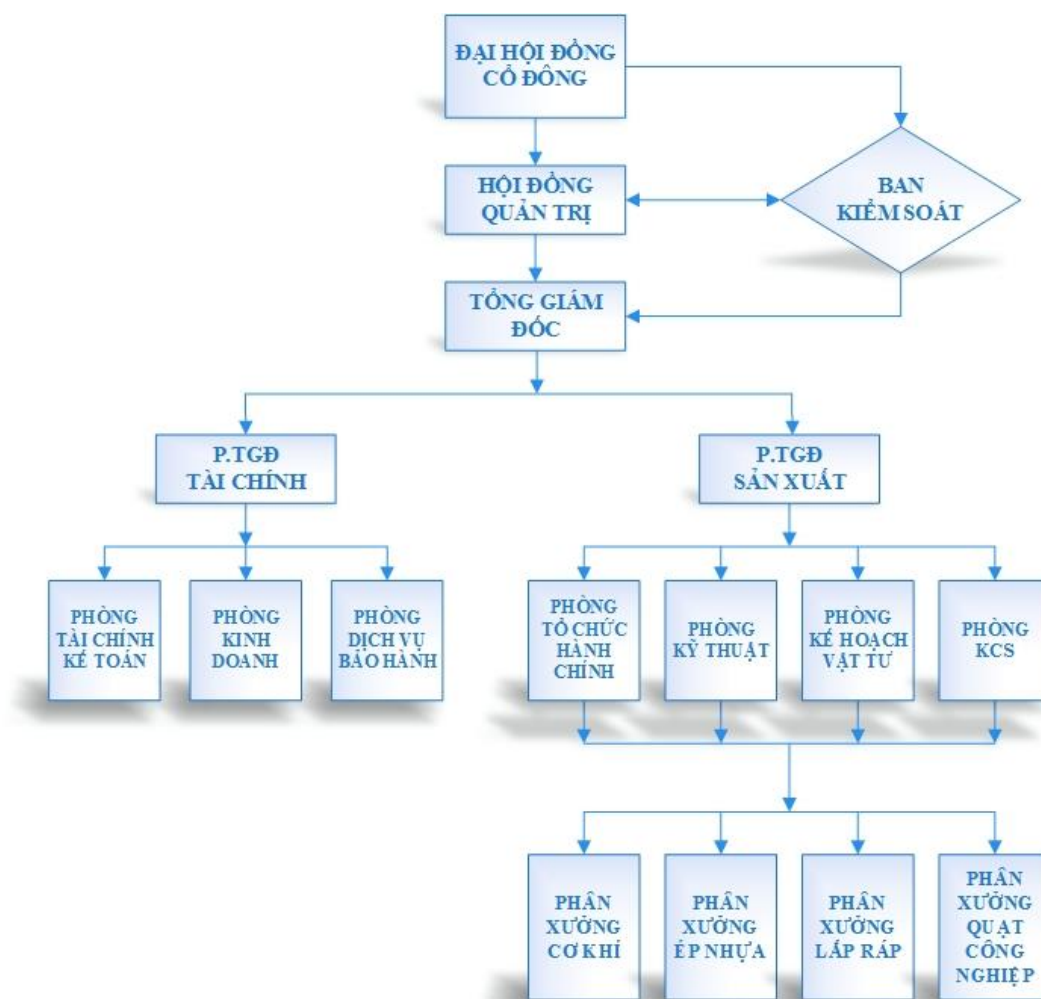 ĐẠI HỘI ĐỒNG
CỔ ĐÔNG
HỘI ĐỒNG
QUẢN TRỊ
BAN
KIỂM SOÁT
TỔNG GIÁM
ĐỐC
P.TGĐ
TÀI CHÍNH
P.TGĐ
SẢN XUẤT
PHÒNG
TÀI CHÍNH
KẾ TOÁN
PHÒNG
KINH
DOANH
PHÒNG
DỊCH VỤ
BẢO HÀNH
PHÒNG
TỔ CHỨC
HÀNH
CHÍNH
PHÒNG
KỸ THUẬT
PHÒNG
KẾ HOẠCH
VẬT TƯ
PHÒNG
KCS
PHÂN
XƯỞNG
CƠ KHÍ
PHÂN
XƯỞNG
ÉP NHỰA
PHÂN
XƯỞNG
LẮP RÁP
PHÂN
XƯỞNG
QUẠT
CÔNG
NGHIỆP